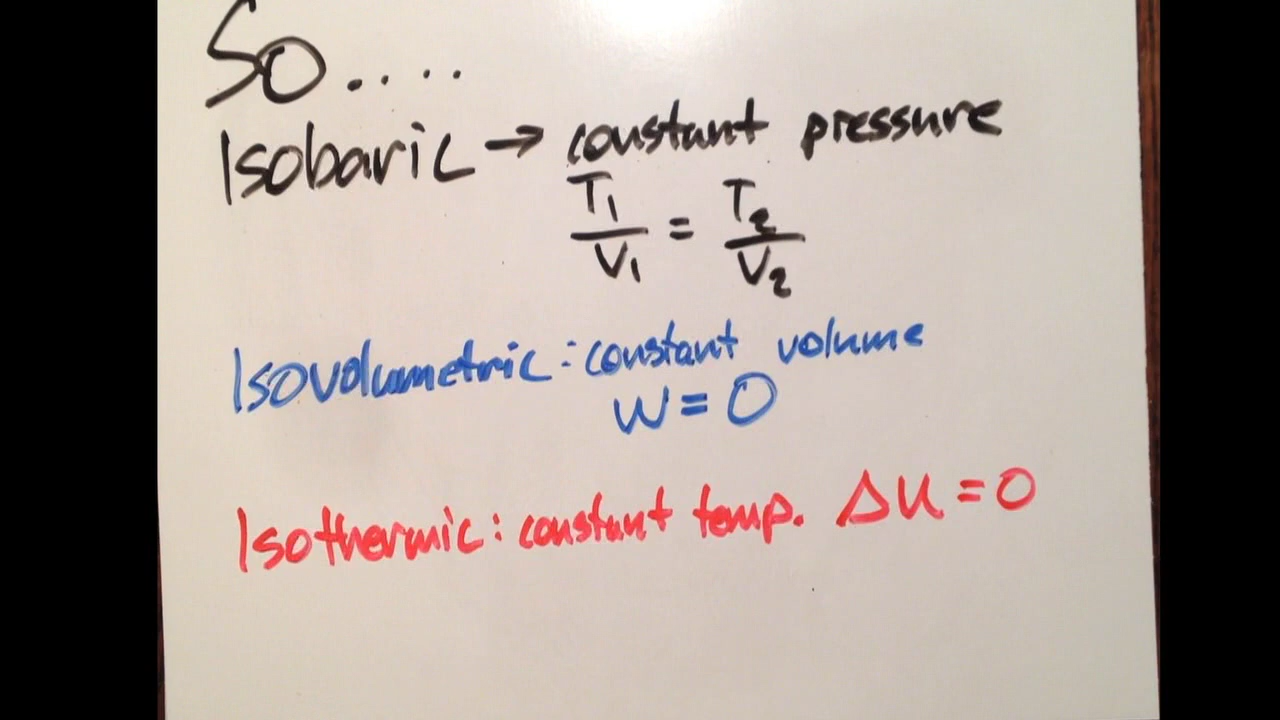 So.....
Isobaric → constant pressure
T₁/V₁ = T₂/V₂
Isovolumetric : constant volume
W = 0
Isothermic : constant temp. ΔU = 0